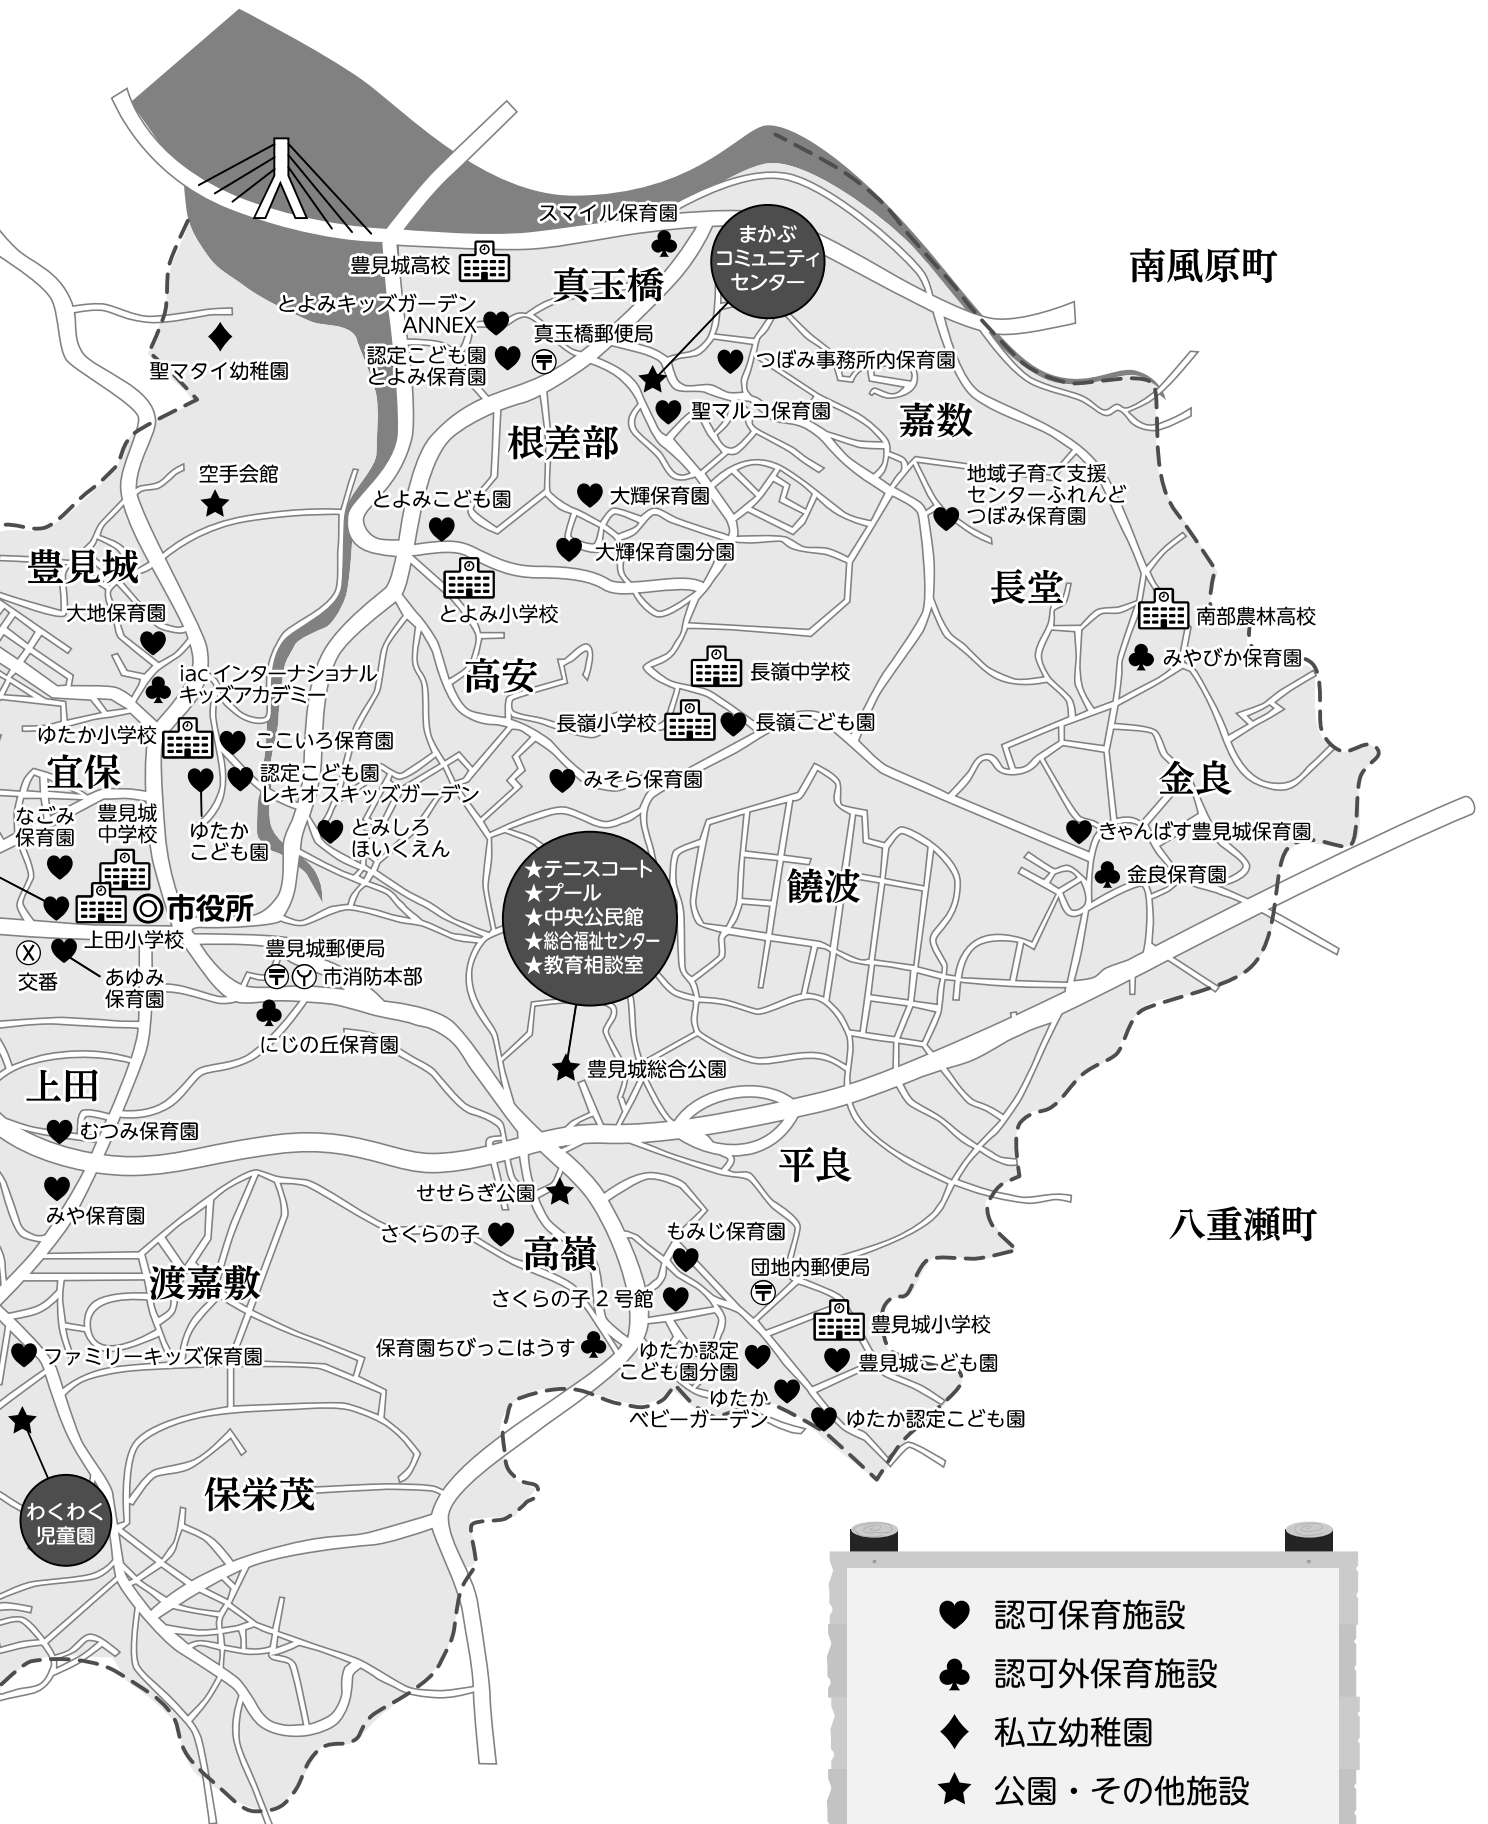 スマイル保育園
まかぶ
コミュニティ
センター
南風原町
豊見城高校
真玉橋
とよみキッズガーデン
ANNEX
真玉橋郵便局
認定こども園
とよみ保育園
つぼみ事務所内保育園
聖マタイ幼稚園
聖マルコ保育園
嘉数
根差部
空手会館
とよみこども園
大輝保育園
地域子育て支援
センターふれんど
つぼみ保育園
大輝保育園分園
豊見城
長堂
大地保育園
とよみ小学校
南部農林高校
みやびか保育園
iacインターナショナル
キッズアカデミー
高安
長嶺中学校
長嶺小学校
長嶺こども園
ゆたか小学校
ここいろ保育園
宜保
認定こども園
レキオスキッズガーデン
みそら保育園
金良
なごみ
保育園
豊見城
中学校
ゆたか
こども園
とみしろ
ほいくえん
きゃんぱす豊見城保育園
金良保育園
★テニスコート
★プール
★中央公民館
★総合福祉センター
★教育相談室
饒波
市役所
上田小学校
交番
あゆみ
保育園
豊見城郵便局
市消防本部
にじの丘保育園
豊見城総合公園
上田
むつみ保育園
平良
みや保育園
せせらぎ公園
八重瀬町
さくらの子
高嶺
もみじ保育園
団地内郵便局
渡嘉敷
さくらの子2号館
豊見城小学校
保育園ちびっこはうす
ゆたか認定
こども園分園
豊見城こども園
ファミリーキッズ保育園
ゆたか
ベビーガーデン
ゆたか認定こども園
保栄茂
わくわく
児童園
認可保育施設
認可外保育施設
私立幼稚園
公園・その他施設